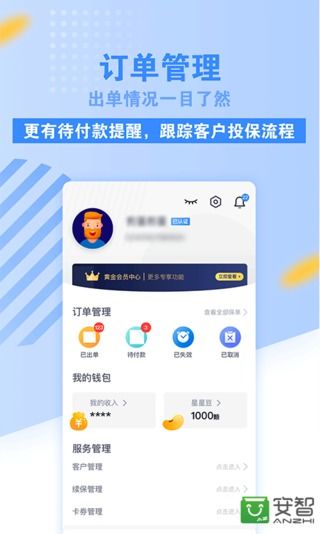 订单管理
出单情况一目了然
更有待付款提醒，跟踪客户投保流程
已认证
黄金会员中心 | 更多专享功能
立即查看
订单管理
查看全部保单
123
3
已出单
待付款
已失效
已取消
我的钱包
我的收入 >
星星豆 >
****
1000颗
服务管理
客户管理
点击进入
续保管理
点击进入
卡券管理
点击进入
安智
ANZHI